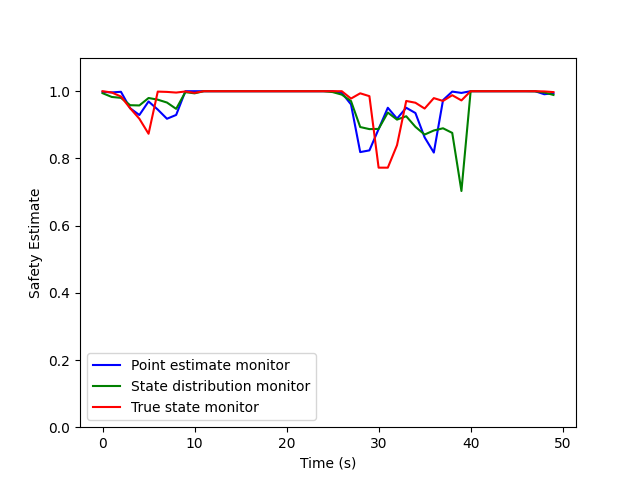 1.0
0.8
0.6
0.4
0.2
0.0
Safety Estimate
Point estimate monitor
State distribution monitor
True state monitor
0 10 20 30 40 50
Time (s)